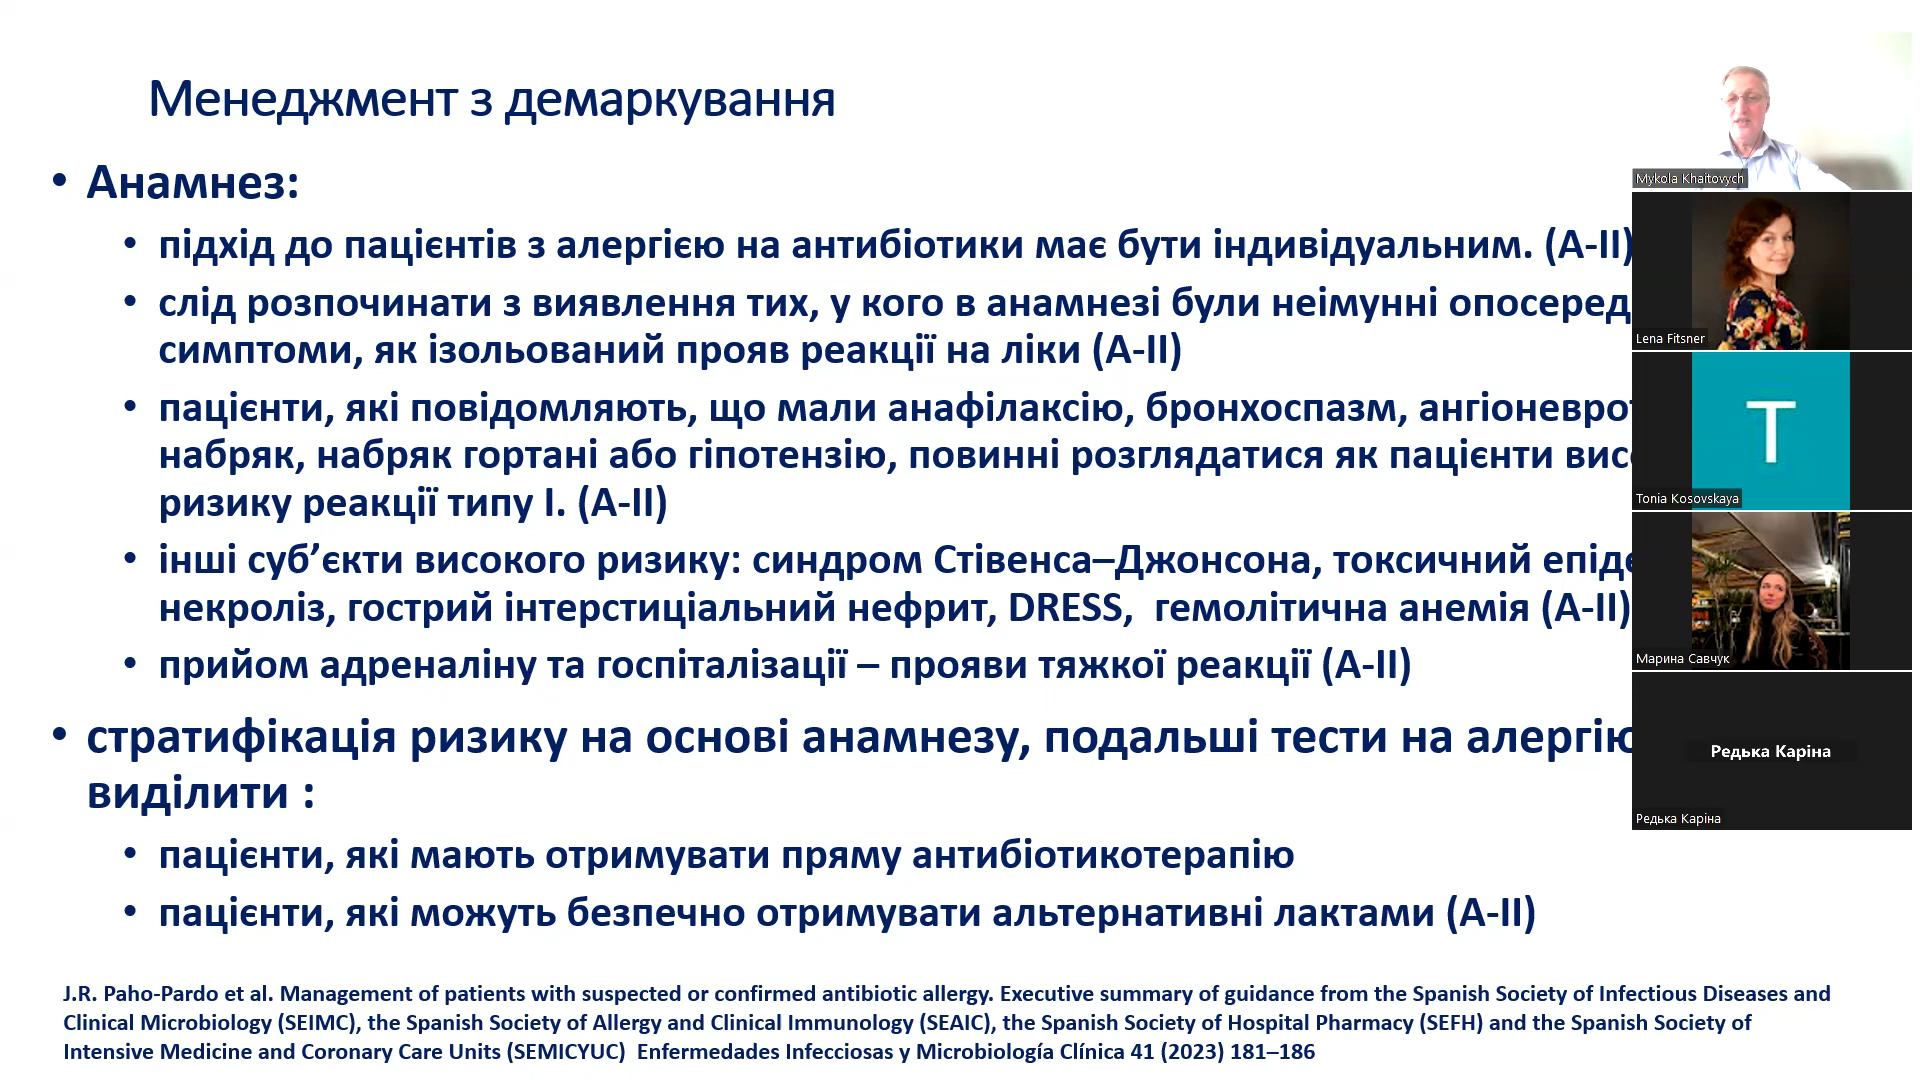 Менеджмент з демаркування
• Анамнез:
• підхід до пацієнтів з алергією на антибіотики має бути індивідуальним. (A-II)
• слід розпочинати з виявлення тих, у кого в анамнезі були неімунні опосеред
симптоми, як ізольований прояв реакції на ліки (A-II)
• пацієнти, які повідомляють, що мали анафілаксію, бронхоспазм, ангіоневрот
набряк, набряк гортані або гіпотензію, повинні розглядатися як пацієнти висо
ризику реакції типу I. (A-II)
• інші суб’єкти високого ризику: синдром Стівенса–Джонсона, токсичний епіде
некроліз, гострий інтерстиціальний нефрит, DRESS, гемолітична анемія (A-II)
• прийом адреналіну та госпіталізації – прояви тяжкої реакції (A-II)
• стратифікація ризику на основі анамнезу, подальші тести на алергію
виділити :
• пацієнти, які мають отримувати пряму антибіотикотерапію
• пацієнти, які можуть безпечно отримувати альтернативні лактами (A-II)
J.R. Paho-Pardo et al. Management of patients with suspected or confirmed antibiotic allergy. Executive summary of guidance from the Spanish Society of Infectious Diseases and
Clinical Microbiology (SEIMC), the Spanish Society of Allergy and Clinical Immunology (SEAIC), the Spanish Society of Hospital Pharmacy (SEFH) and the Spanish Society of
Intensive Medicine and Coronary Care Units (SEMICYUC) Enfermedades Infecciosas y Microbiología Clínica 41 (2023) 181–186
Mykola Khaitovych
Lena Fitsner
T
Tonia Kosovskaya
Марина Савчук
Редька Каріна
Редька Каріна